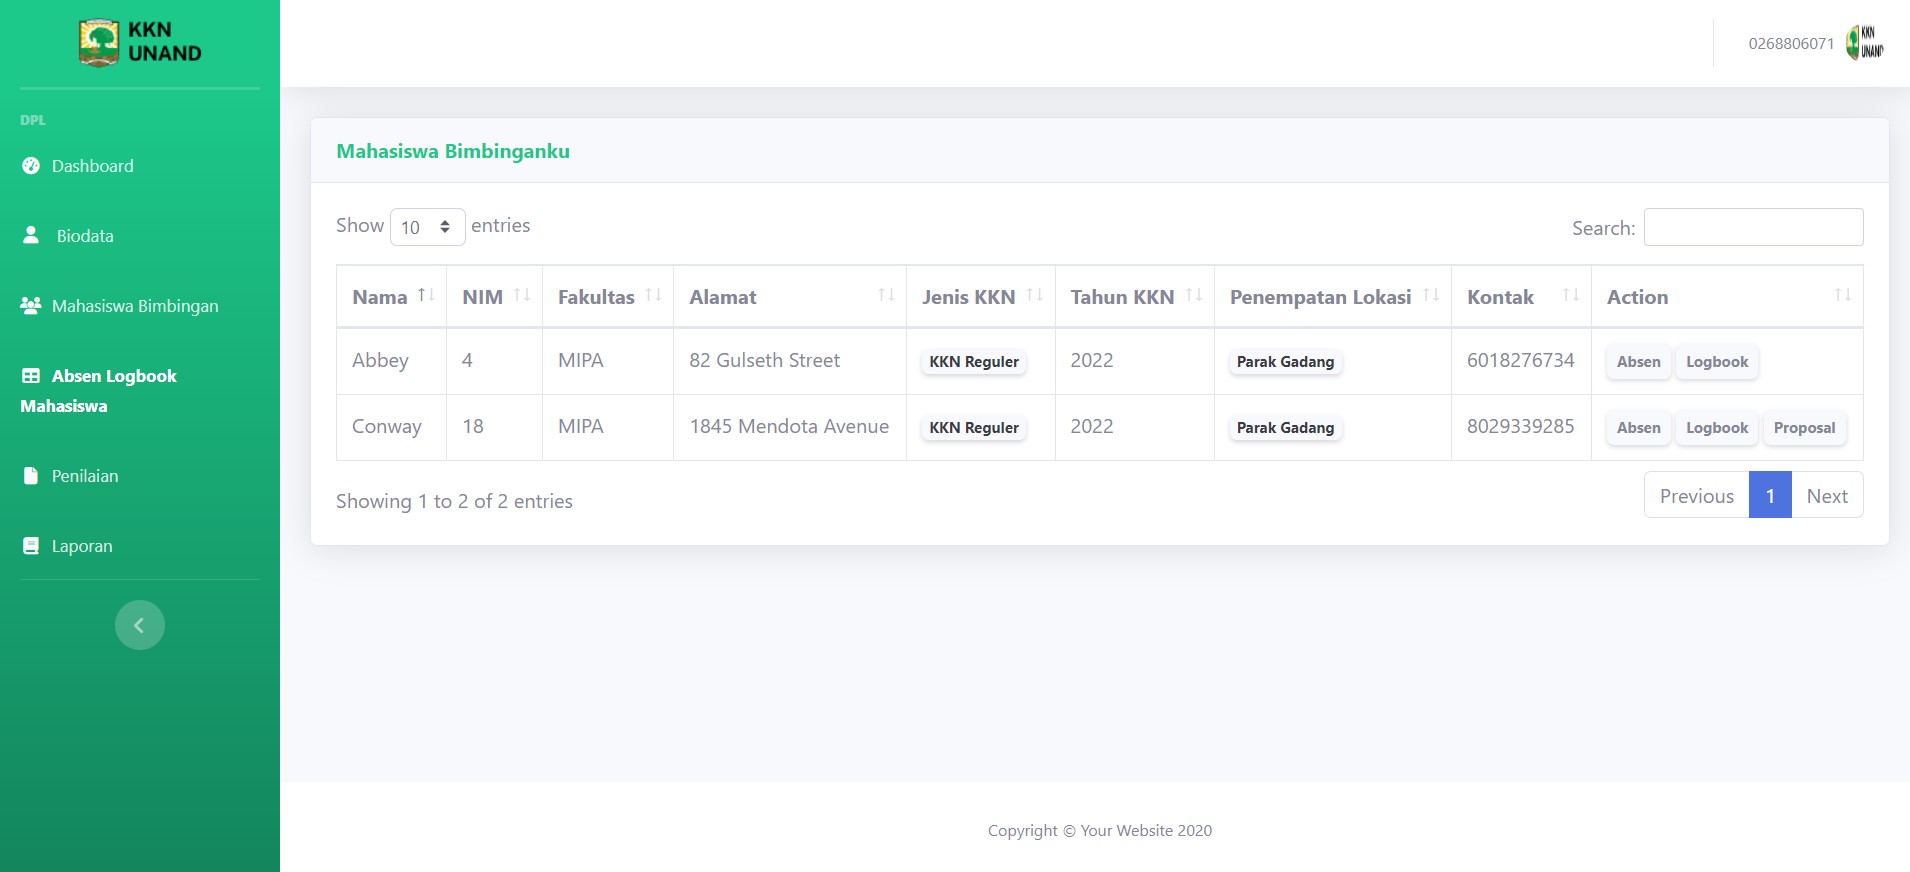 KKN
UNAND
0268806071
KKN
UNAND
DPL
Dashboard
Biodata
Mahasiswa Bimbingan
Absen Logbook
Mahasiswa
Penilaian
Laporan
Mahasiswa Bimbinganku
Show 10 entries
Search:
Nama NIM Fakultas Alamat Jenis KKN Tahun KKN Penempatan Lokasi Kontak Action
Abbey 4 MIPA 82 Gulseth Street KKN Reguler 2022 Parak Gadang 6018276734 Absen Logbook
Conway 18 MIPA 1845 Mendota Avenue KKN Reguler 2022 Parak Gadang 8029339285 Absen Logbook Proposal
Showing 1 to 2 of 2 entries
Previous 1 Next
Copyright © Your Website 2020